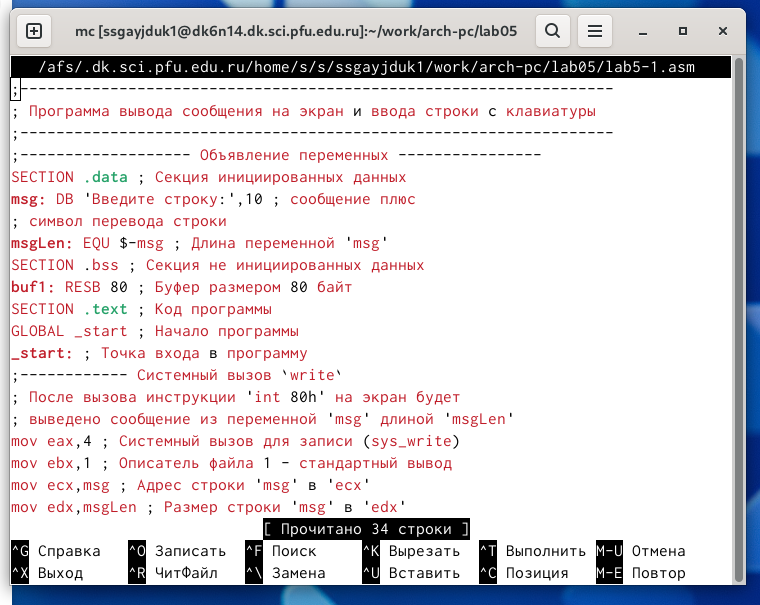 mc [ssgayjduk1@dk6n14.dk.sci.pfu.edu.ru]:~/work/arch-pc/lab05
/afs/.dk.sci.pfu.edu.ru/home/s/s/ssgayjduk1/work/arch-pc/lab05/lab5-1.asm
;------------------------------------------------------------------
; Программа вывода сообщения на экран и ввода строки с клавиатуры
;------------------------------------------------------------------
;------------------- Объявление переменных ----------------
SECTION .data ; Секция инициированных данных
msg: DB 'Введите строку:',10 ; сообщение плюс
; символ перевода строки
msgLen: EQU $-msg ; Длина переменной 'msg'
SECTION .bss ; Секция не инициированных данных
buf1: RESB 80 ; Буфер размером 80 байт
SECTION .text ; Код программы
GLOBAL _start ; Начало программы
_start: ; Точка входа в программу
;------------ Системный вызов `write`
; После вызова инструкции 'int 80h' на экран будет
; выведено сообщение из переменной 'msg' длиной 'msgLen'
mov eax,4 ; Системный вызов для записи (sys_write)
mov ebx,1 ; Описатель файла 1 - стандартный вывод
mov ecx,msg ; Адрес строки 'msg' в 'ecx'
mov edx,msgLen ; Размер строки 'msg' в 'edx'
[ Прочитано 34 строки ]
^G Справка ^O Записать ^F Поиск ^K Вырезать ^T Выполнить M-U Отмена
^X Выход ^R ЧитФайл ^\ Замена ^U Вставить ^C Позиция M-E Повтор